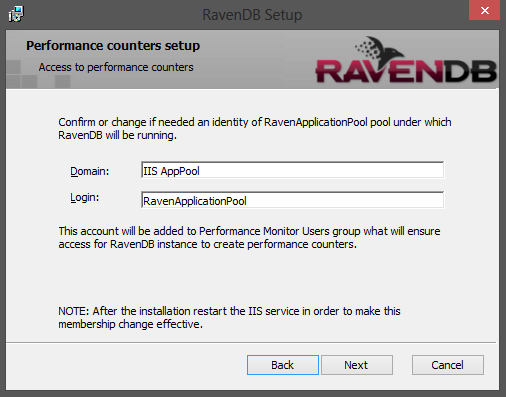 RavenDB Setup
Performance counters setup
Access to performance counters
RAVENDB
Confirm or change if needed an identity of RavenApplicationPool pool under which
RavenDB will be running.
Domain:
IIS AppPool
Login:
RavenApplicationPool
This account will be added to Performance Monitor Users group what will ensure
access for RavenDB instance to create performance counters.
NOTE: After the installation restart the IIS service in order to make this
membership change effective.
Back
Next
Cancel